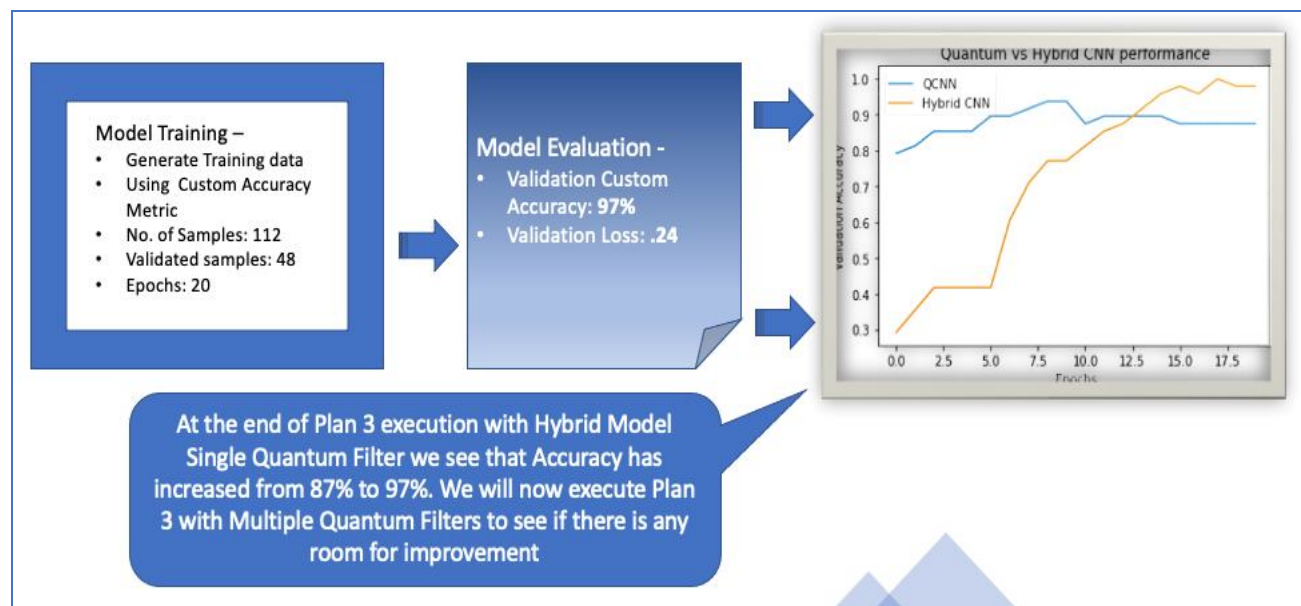 Model Training –
• Generate Training data
• Using Custom Accuracy
Metric
• No. of Samples: 112
• Validated samples: 48
• Epochs: 20
Model Evaluation -
• Validation Custom
Accuracy: 97%
• Validation Loss: .24
Quantum vs Hybrid CNN performance
QCNN
Hybrid CNN
Validation Accuracy
1.0
0.9
0.8
0.7
0.6
0.5
0.4
0.3
0.0 2.5 5.0 7.5 10.0 12.5 15.0 17.5
Epochs
At the end of Plan 3 execution with Hybrid Model
Single Quantum Filter we see that Accuracy has
increased from 87% to 97%. We will now execute Plan
3 with Multiple Quantum Filters to see if there is any
room for improvement